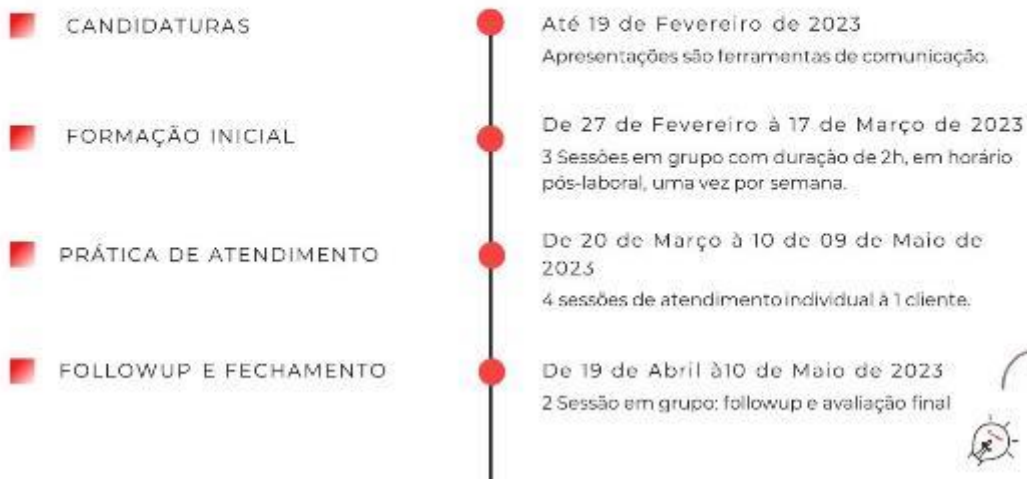 CANDIDATURAS
Até 19 de Fevereiro de 2023
Apresentações são ferramentas de comunicação.
FORMAÇÃO INICIAL
De 27 de Fevereiro à 17 de Março de 2023
3 Sessões em grupo com duração de 2h, em horário
pós-laboral, uma vez por semana.
PRÁTICA DE ATENDIMENTO
De 20 de Março à 10 de 09 de Maio de
2023
4 sessões de atendimento individual à 1 cliente.
FOLLOWUP E FECHAMENTO
De 19 de Abril à10 de Maio de 2023
2 Sessão em grupo: followup e avaliação final